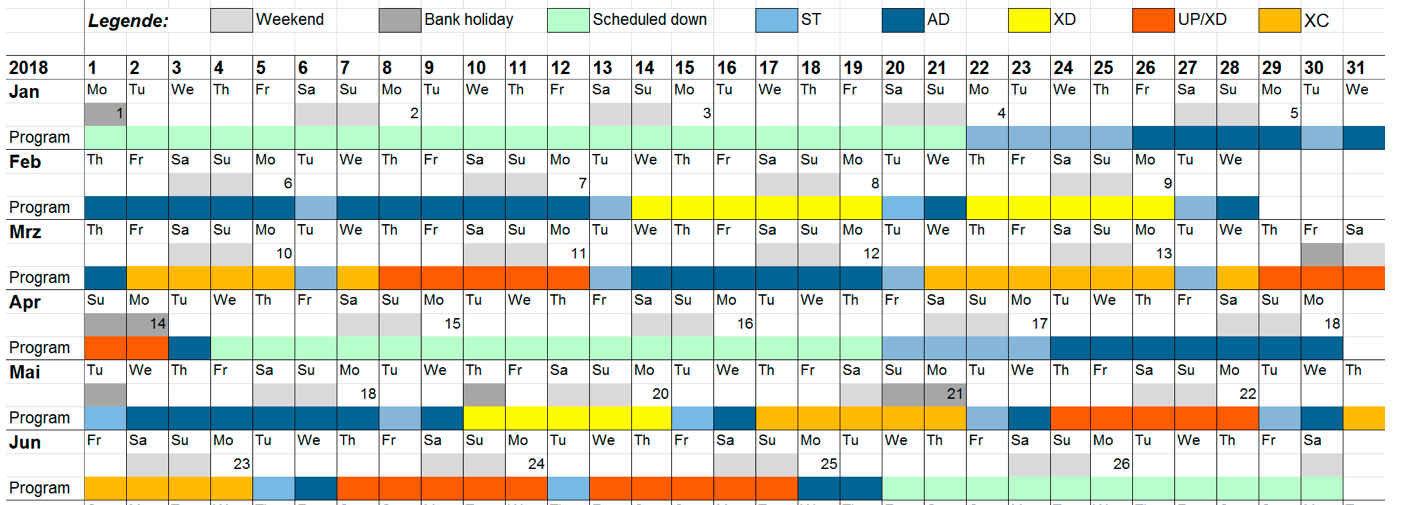 Legende: Weekend Bank holiday Scheduled down ST AD XD UP/XD XC
2018 1 2 3 4 5 6 7 8 9 10 11 12 13 14 15 16 17 18 19 20 21 22 23 24 25 26 27 28 29 30 31
Jan Mo Tu We Th Fr Sa Su Mo Tu We Th Fr Sa Su Mo Tu We Th Fr Sa Su Mo Tu We Th Fr Sa Su Mo Tu We
1 2 3 4 5
Program
Feb Th Fr Sa Su Mo Tu We Th Fr Sa Su Mo Tu We Th Fr Sa Su Mo Tu We Th Fr Sa Su Mo Tu We
6 7 8 9
Program
Mrz Th Fr Sa Su Mo Tu We Th Fr Sa Su Mo Tu We Th Fr Sa Su Mo Tu We Th Fr Sa Su Mo Tu We Th Fr Sa
10 11 12 13
Program
Apr Su Mo Tu We Th Fr Sa Su Mo Tu We Th Fr Sa Su Mo Tu We Th Fr Sa Su Mo Tu We Th Fr Sa Su Mo
14 15 16 17 18
Program
Mai Tu We Th Fr Sa Su Mo Tu We Th Fr Sa Su Mo Tu We Th Fr Sa Su Mo Tu We Th Fr Sa Su Mo Tu We Th
18 20 21 22
Program
Jun Fr Sa Su Mo Tu We Th Fr Sa Su Mo Tu We Th Fr Sa Su Mo Tu We Th Fr Sa Su Mo Tu We Th Fr Sa
23 24 25 26
Program